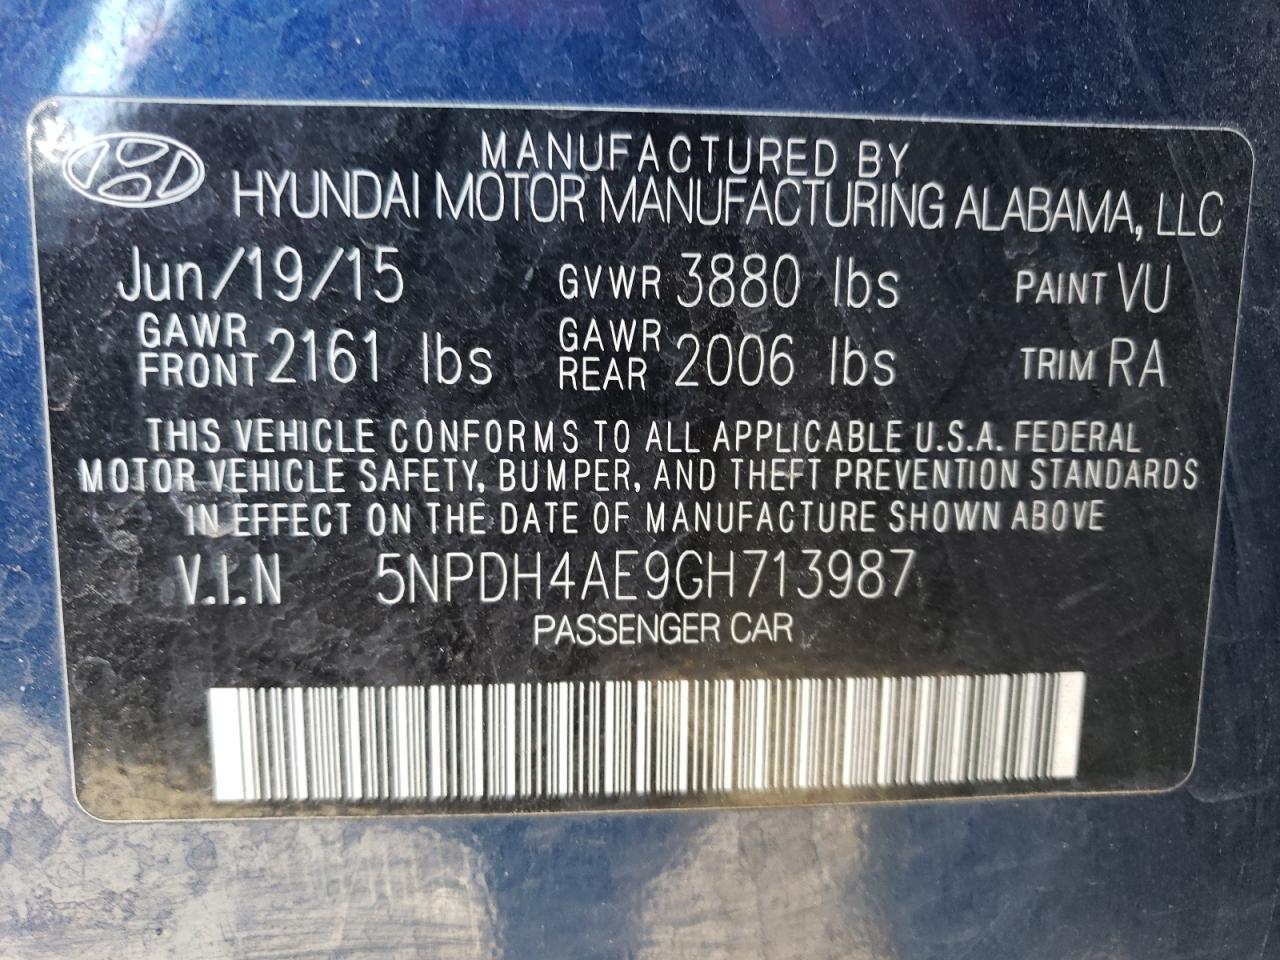 MANUFACTURED BY
HYUNDAI MOTOR MANUFACTURING ALABAMA, LLC
Jun/19/15 GVWR 3880 lbs PAINT VU
GAWR FRONT 2161 lbs GAWR REAR 2006 lbs TRIM RA
THIS VEHICLE CONFORMS TO ALL APPLICABLE U.S.A. FEDERAL
MOTOR VEHICLE SAFETY, BUMPER, AND THEFT PREVENTION STANDARDS
IN EFFECT ON THE DATE OF MANUFACTURE SHOWN ABOVE
V.I.N 5NPDH4AE9GH713987
PASSENGER CAR